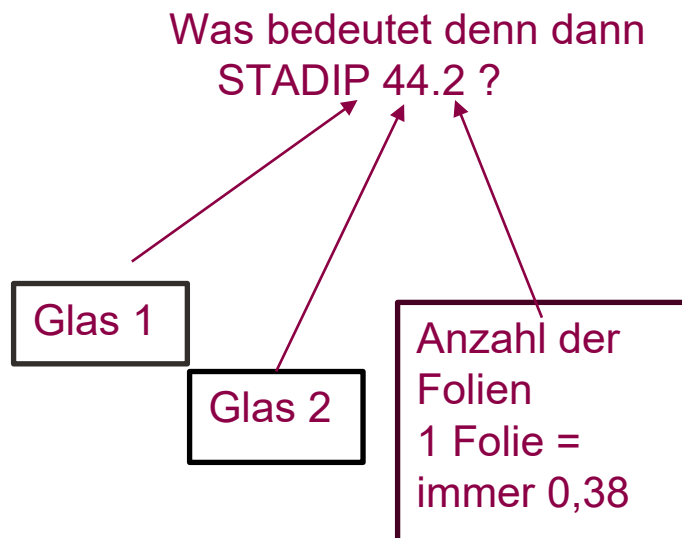 Was bedeutet denn dann
STADIP 44.2 ?
Glas 1
Glas 2
Anzahl der
Folien
1 Folie =
immer 0,38